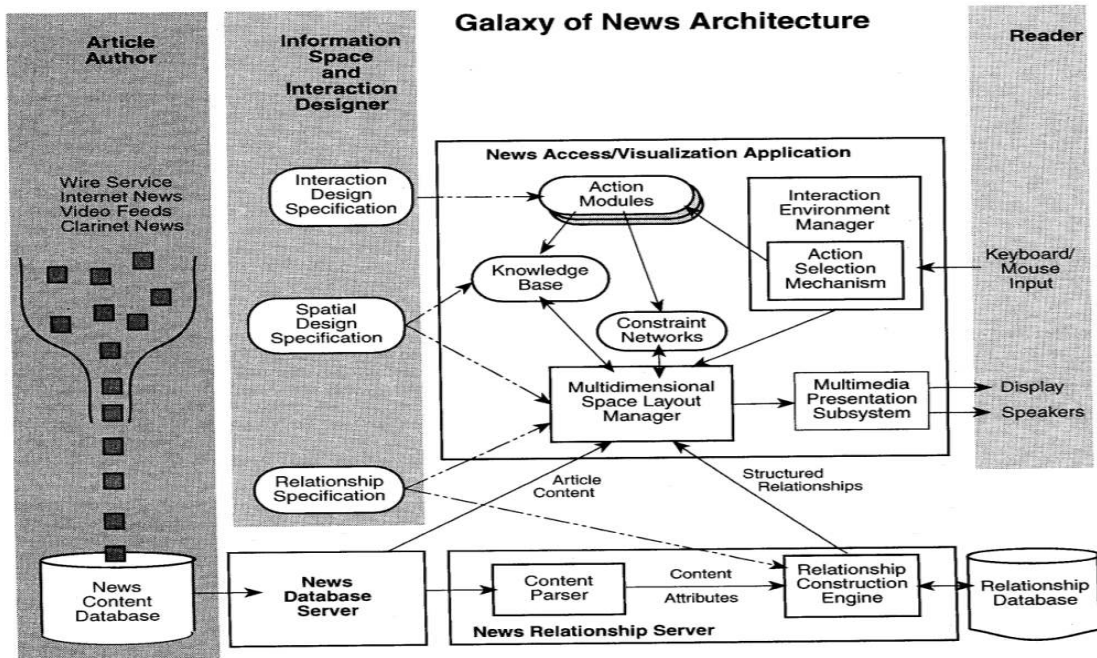 Galaxy of News Architecture
Article
Author
Information
Space
and
Interaction
Designer
Reader
Wire Service
Internet News
Video Feeds
Clarinet News
News Access/Visualization Application
Interaction
Design
Specification
Action
Modules
Interaction
Environment
Manager
Action
Selection
Mechanism
Keyboard/
Mouse
Input
Knowledge
Base
Spatial
Design
Specification
Constraint
Networks
Multidimensional
Space Layout
Manager
Multimedia
Presentation
Subsystem
Display
Speakers
Relationship
Specification
Article
Content
Structured
Relationships
News
Content
Database
News
Database
Server
Content
Parser
Content
Attributes
Relationship
Construction
Engine
Relationship
Database
News Relationship Server